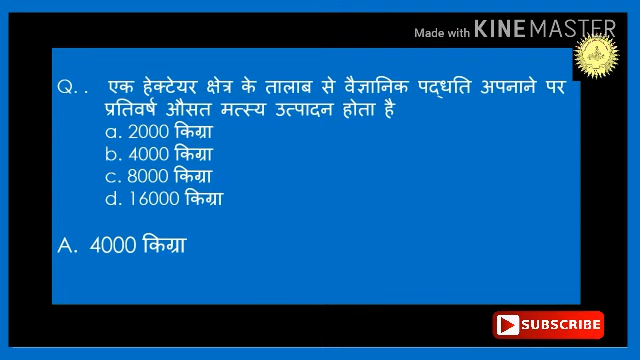 Made with KINEMASTER
Q. . एक हेक्टेयर क्षेत्र के तालाब से वैज्ञानिक पद्धति अपनाने पर
प्रतिवर्ष औसत मत्स्य उत्पादन होता है
a. 2000 किग्रा
b. 4000 किग्रा
c. 8000 किग्रा
d. 16000 किग्रा
A. 4000 किग्रा
SUBSCRIBE